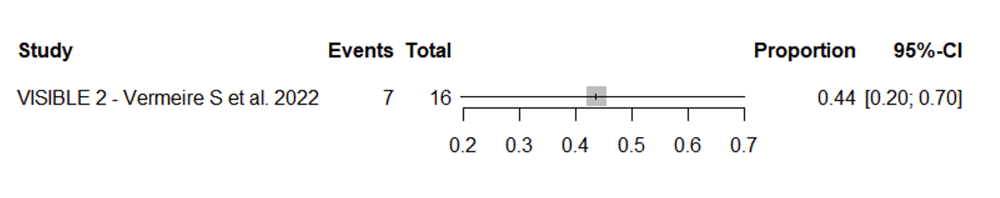 Study Events Total Proportion 95%-CI
VISIBLE 2 - Vermeire S et al. 2022 7 16 0.44 [0.20; 0.70]
0.2 0.3 0.4 0.5 0.6 0.7